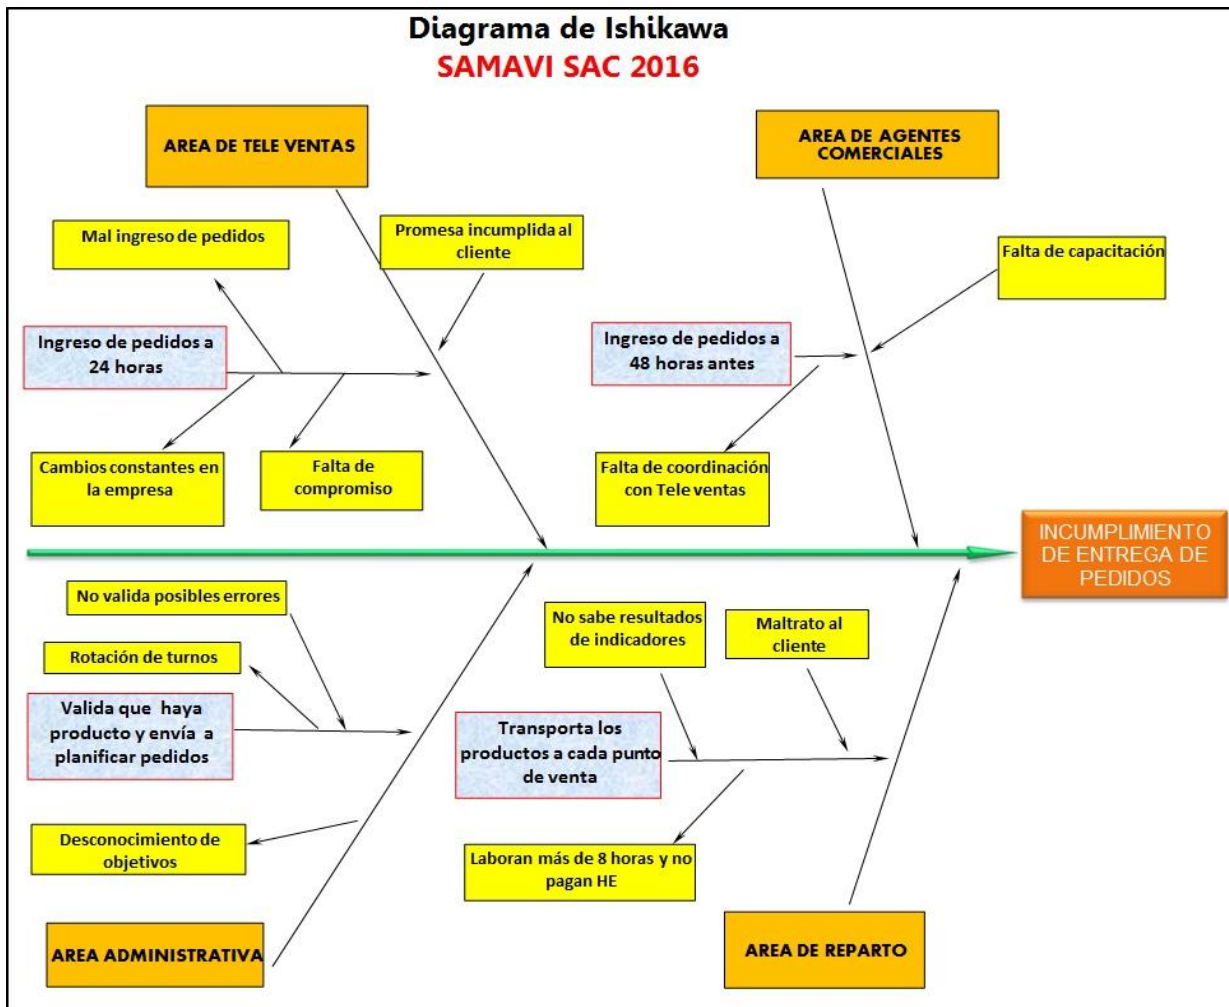 Diagrama de Ishikawa
SAMAVI SAC 2016
AREA DE TELE VENTAS
AREA DE AGENTES
COMERCIALES
Mal ingreso de pedidos
Promesa incumplida al
cliente
Falta de capacitación
Ingreso de pedidos a
24 horas
Ingreso de pedidos a
48 horas antes
Cambios constantes en
la empresa
Falta de
compromiso
Falta de coordinación
con Tele ventas
INCUMPLIMIENTO
DE ENTREGA DE
PEDIDOS
No valida posibles errores
Rotación de turnos
Valida que haya
producto y envía a
planificar pedidos
Desconocimiento de
objetivos
No sabe resultados
de indicadores
Maltrato al
cliente
Transporta los
productos a cada punto
de venta
Laboran más de 8 horas y no
pagan HE
AREA ADMINISTRATIVA
AREA DE REPARTO